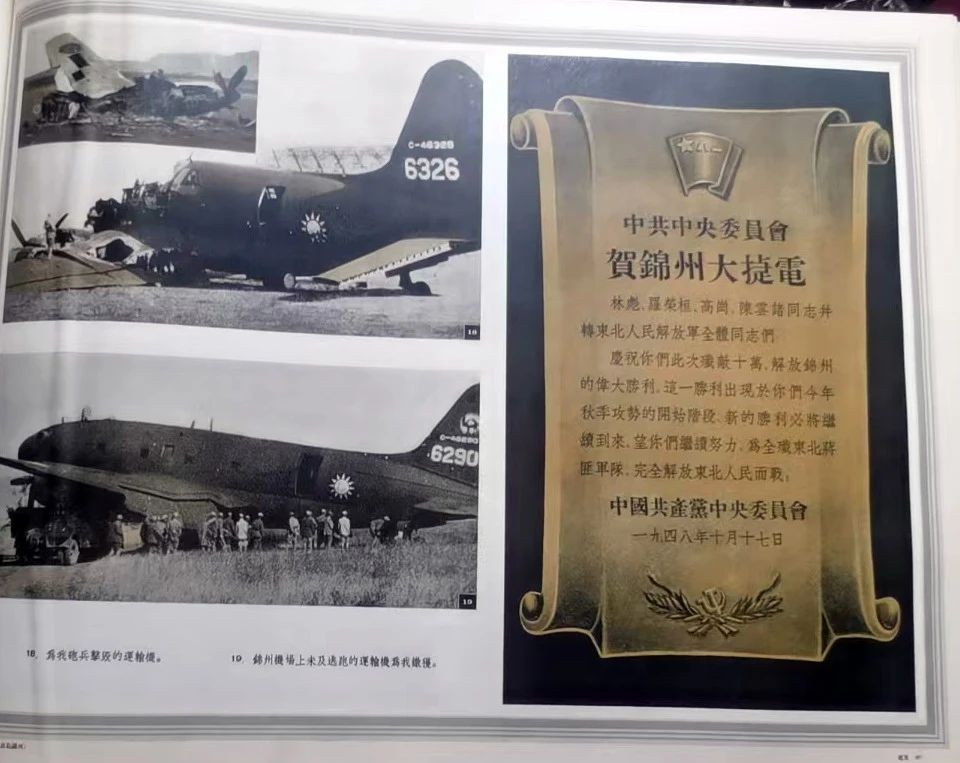 C-46326
6326
18
6290
19
18. 爲我砲兵擊毀的運輸機。
19. 錦州機場上未及逃跑的運輸機爲我繳獲。
八一
中共中央委員會
賀錦州大捷電
林彪、羅榮桓、高崗、陳雲諸同志并
轉東北人民解放軍全體同志們:
慶祝你們此次殲敵十萬、解放錦州
的偉大勝利。這一勝利出現於你們今年
秋季攻勢的開始階段、新的勝利必將繼
續到來。望你們繼續努力、爲全殲東北蔣
匪軍隊、完全解放東北人民而戰。
中國共產黨中央委員會
一九四八年十月十七日